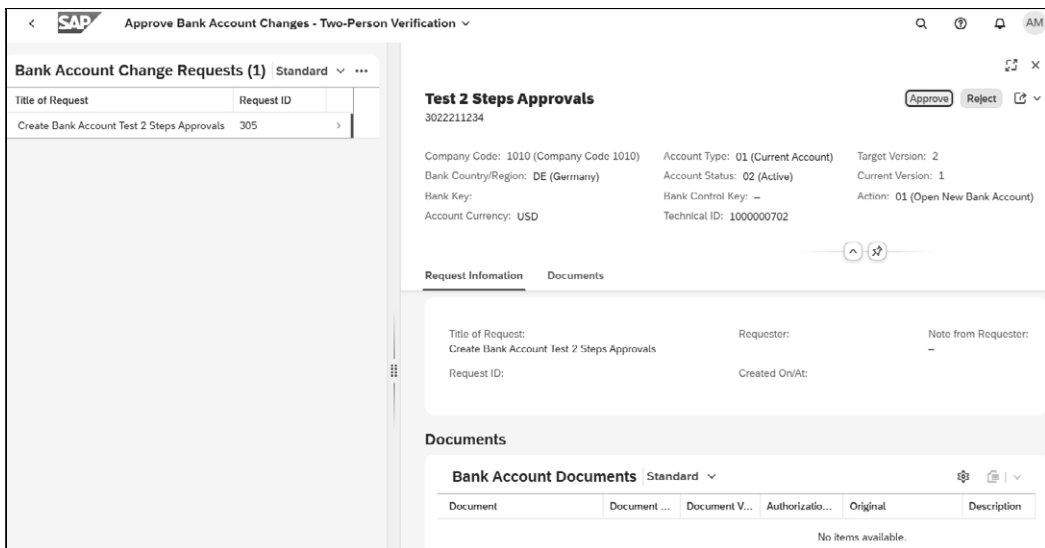 SAP Approve Bank Account Changes - Two-Person Verification AM
Bank Account Change Requests (1) Standard
Title of Request Request ID
Create Bank Account Test 2 Steps Approvals 305
Test 2 Steps Approvals Approve Reject
3022211234
Company Code: 1010 (Company Code 1010) Account Type: 01 (Current Account) Target Version: 2
Bank Country/Region: DE (Germany) Account Status: 02 (Active) Current Version: 1
Bank Key: Bank Control Key: – Action: 01 (Open New Bank Account)
Account Currency: USD Technical ID: 1000000702
Request Infomation Documents
Title of Request: Requester: Note from Requester:
Create Bank Account Test 2 Steps Approvals –
Request ID: Created On/At:
Documents
Bank Account Documents Standard
Document Document ... Document V... Authorizatio... Original Description
No items available.